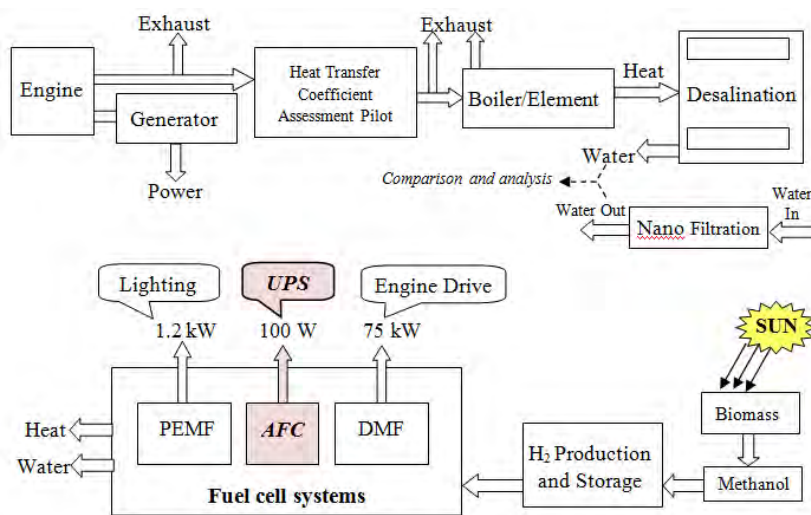 Exhaust
Exhaust
Engine
Heat Transfer
Coefficient
Assessment Pilot
Boiler/Element
Heat
Desalination
Generator
Power
Water
Comparison and analysis
Water Out
Nano Filtration
Water
In
Lighting
UPS
Engine Drive
1.2 kW
100 W
75 kW
SUN
PEMF
AFC
DMF
Heat
Water
Fuel cell systems
H2 Production
and Storage
Biomass
Methanol